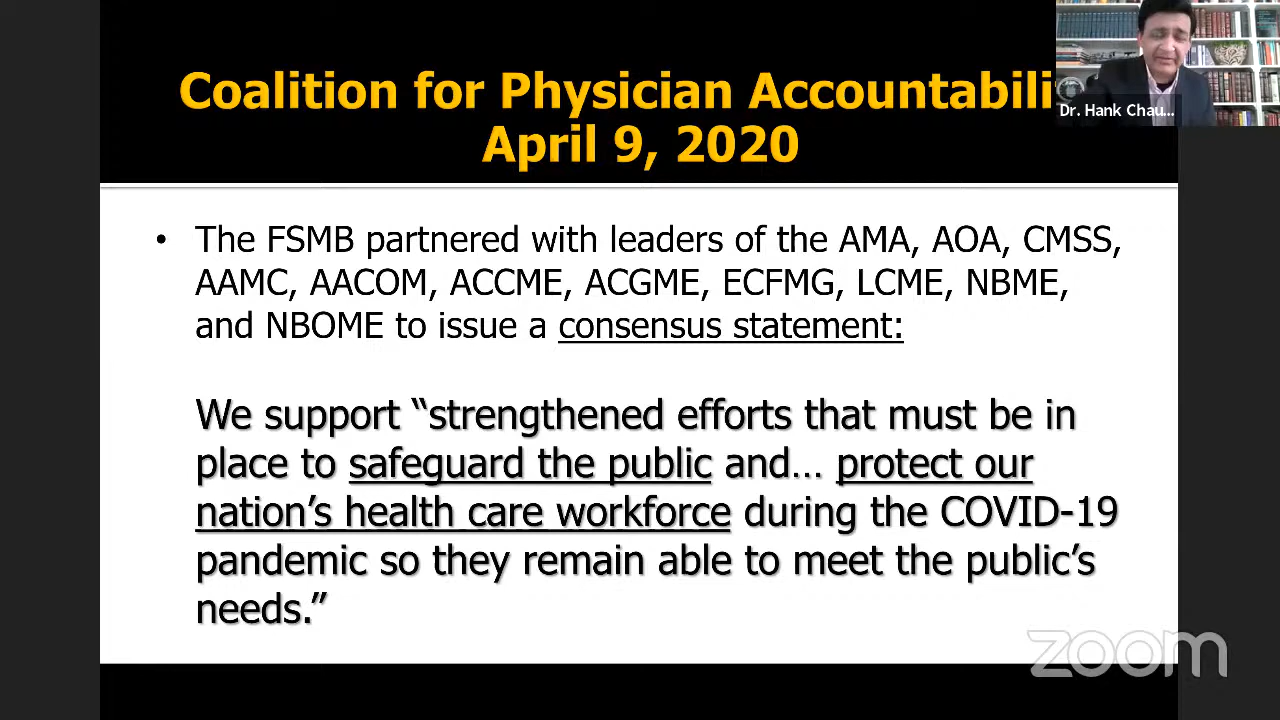 Coalition for Physician Accountabili
April 9, 2020
Dr. Hank Chau...
• The FSMB partnered with leaders of the AMA, AOA, CMSS,
AAMC, AACOM, ACCME, ACGME, ECFMG, LCME, NBME,
and NBOME to issue a consensus statement:
We support “strengthened efforts that must be in
place to safeguard the public and… protect our
nation’s health care workforce during the COVID-19
pandemic so they remain able to meet the public’s
needs.”
zoom